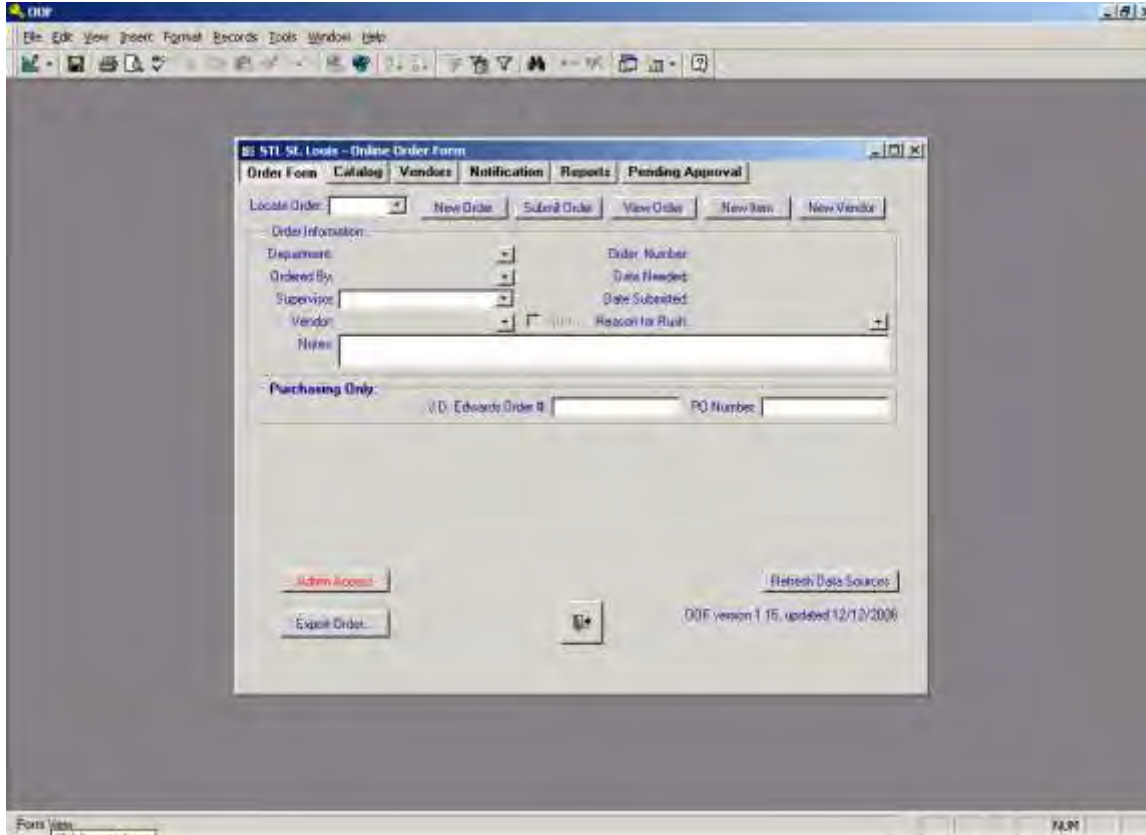 OOF
File Edit View Insert Format Records Tools Window Help
STL St. Louis - Online Order Form
Order Form Catalog Vendors Notification Reports Pending Approval
Locate Order: New Order Submit Order View Order New Item New Vendor
Order Information:
Department: Order Number:
Ordered By: Date Needed:
Supervisor: Date Submitted:
Vendor: Reason for Rush:
Notes:
Purchasing Only:
J.D. Edwards Order #: PO Number:
Admin Access Refresh Data Sources
Export Order... OOF version 1.15, updated 12/12/2006
Form View NUM